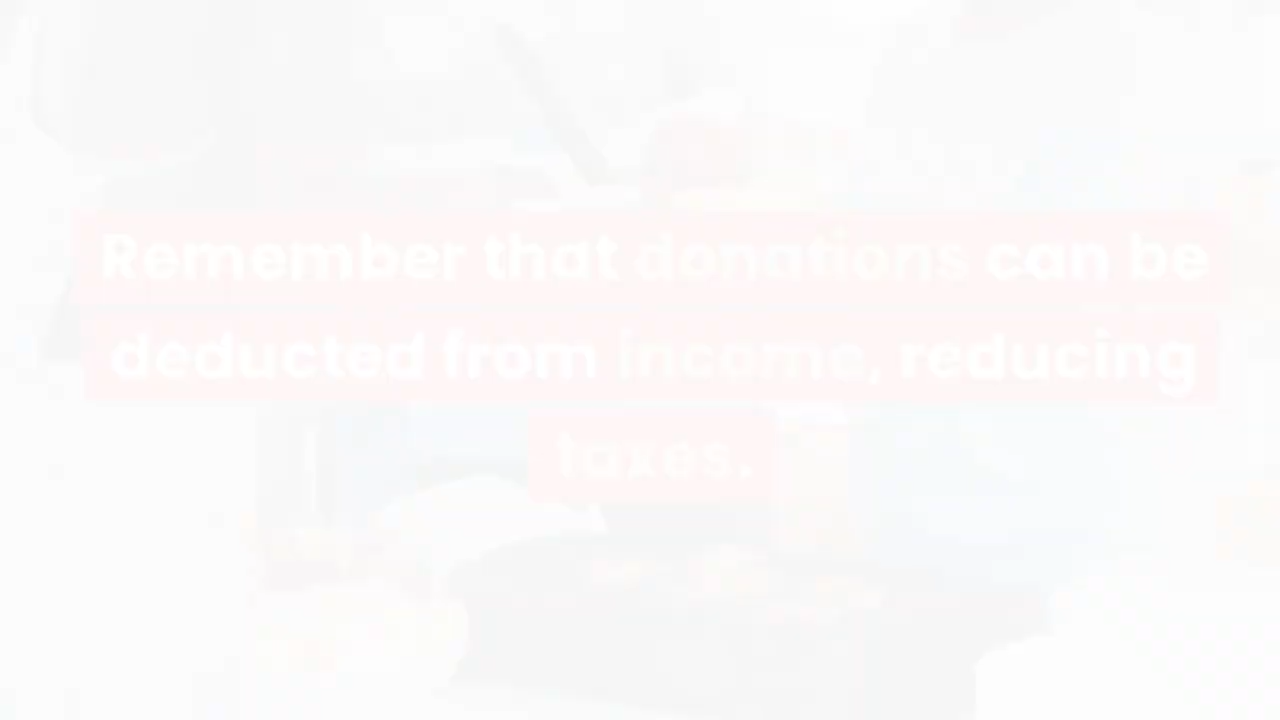 Remember that donations can be
deducted from income, reducing
taxes.